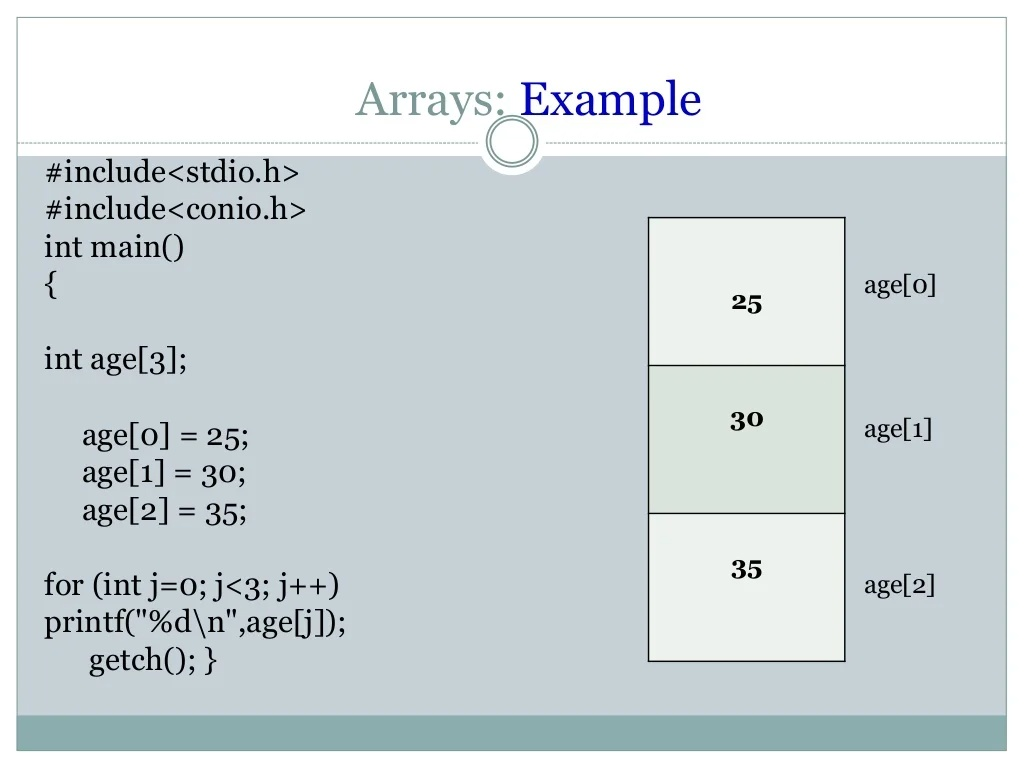 Arrays: Example
#include<stdio.h>
#include<conio.h>
int main()
{
int age[3];
age[0] = 25;
age[1] = 30;
age[2] = 35;
for (int j=0; j<3; j++)
printf("%d\n",age[j]);
getch(); }
25
age[0]
30
age[1]
35
age[2]